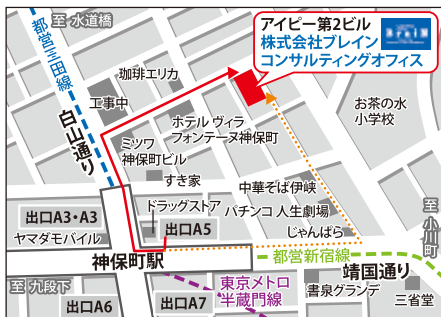 至 水道橋
都営三田線
白山通り
アイピー第2ビル
株式会社ブレイン
コンサルティングオフィス
珈琲エリカ
工事中
ホテル ヴィラ
フォンテーヌ神保町
お茶の水
小学校
ミツワ
神保町ビル
すき家
中華そば伊峡
ドラッグストア
パチンコ 人生劇場
じゃんぱら
出口A3・A3
ヤマダモバイル
出口A5
神保町駅
都営新宿線
靖国通り
至 小川町
至 九段下
東京メトロ
半蔵門線
書泉グランデ
三省堂
出口A6
出口A7